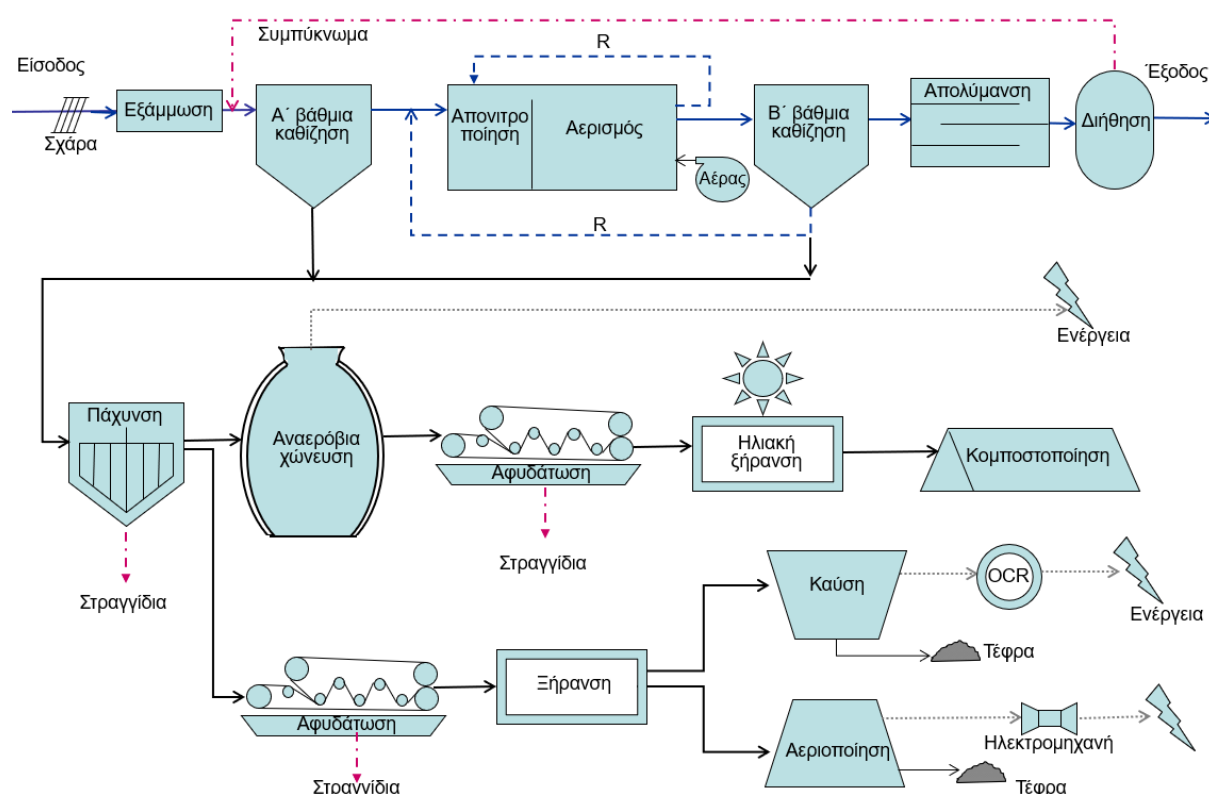 Συμπύκνωμα
R
Είσοδος
Έξοδος
Εξάμμωση
Α΄ βάθμια
καθίζηση
Απονιτρο
ποίηση
Αερισμός
Β΄ βάθμια
καθίζηση
Απολύμανση
Διήθηση
Σχάρα
Αέρας
R
Ενέργεια
Πάχυνση
Αναερόβια
χώνευση
Αφυδάτωση
Ηλιακή
ξήρανση
Κομποστοποίηση
Στραγγίδια
Στραγγίδια
Καύση
OCR
Ενέργεια
Τέφρα
Ξήρανση
Αφυδάτωση
Αεριοποίηση
Ηλεκτρομηχανή
Στραγγίδια
Τέφρα